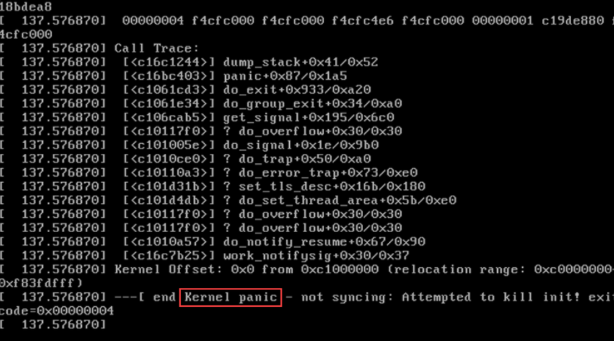 18bdea8
[  137.576870]  00000004 f4cfc000 f4cfc000 f4cfc4e6 f4cfc000 00000001 c19de880 f
4cfc000
[  137.576870] Call Trace:
[  137.576870]  [<c16c1244>] dump_stack+0x41/0x52
[  137.576870]  [<c16bc403>] panic+0x87/0x1a5
[  137.576870]  [<c1061cd3>] do_exit+0x933/0xa20
[  137.576870]  [<c1061e34>] do_group_exit+0x34/0xa0
[  137.576870]  [<c106cab5>] get_signal+0x195/0x6c0
[  137.576870]  [<c10117f0>] ? do_overflow+0x30/0x30
[  137.576870]  [<c101005e>] do_signal+0x1e/0x9b0
[  137.576870]  [<c1010ce0>] ? do_trap+0x50/0xa0
[  137.576870]  [<c10110a3>] ? do_error_trap+0x73/0xe0
[  137.576870]  [<c101d31b>] ? set_tls_desc+0x16b/0x180
[  137.576870]  [<c101d4db>] ? do_set_thread_area+0x5b/0xe0
[  137.576870]  [<c10117f0>] ? do_overflow+0x30/0x30
[  137.576870]  [<c10117f0>] ? do_overflow+0x30/0x30
[  137.576870]  [<c1010a57>] do_notify_resume+0x67/0x90
[  137.576870]  [<c16c7b25>] work_notifysig+0x30/0x37
[  137.576870] Kernel Offset: 0x0 from 0xc1000000 (relocation range: 0xc0000000-
0xf83fdfff)
[  137.576870] ---[ end Kernel panic - not syncing: Attempted to kill init! exit
code=0x00000004
[  137.576870]